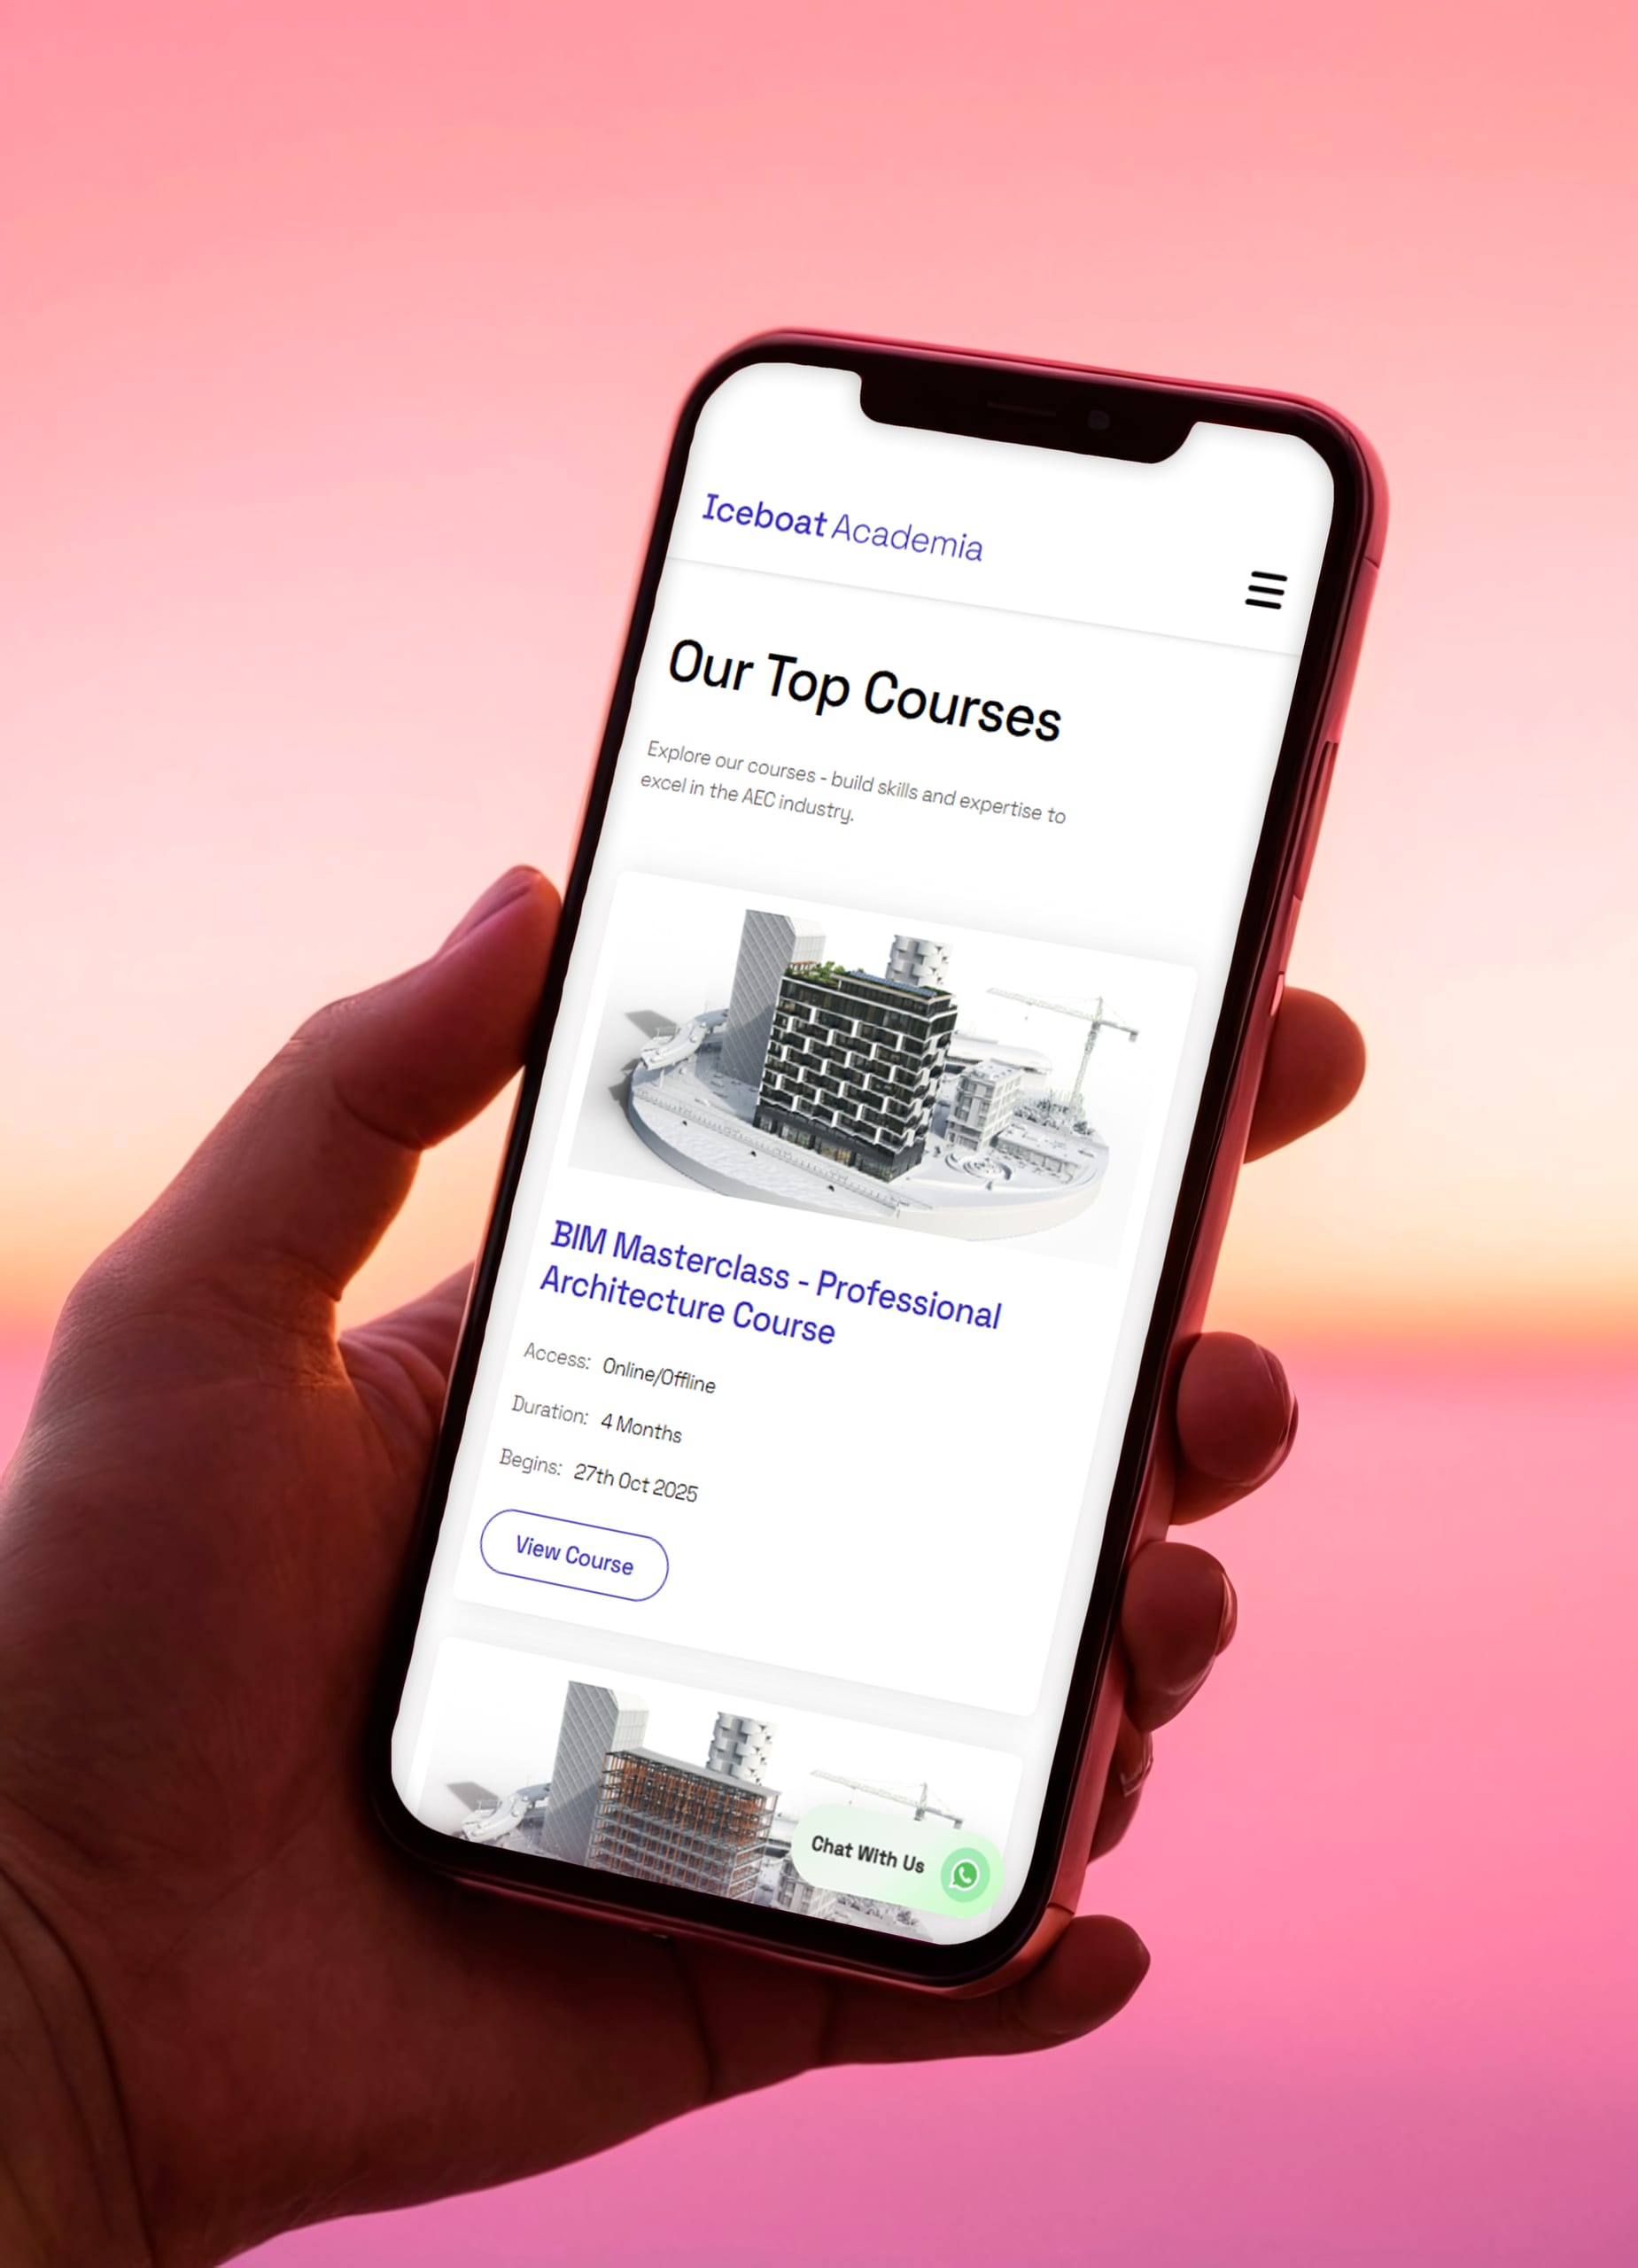 Iceboat Academia
Our Top Courses
Explore our courses - build skills and expertise to
excel in the AEC industry.
BIM Masterclass - Professional
Architecture Course
Access: Online/Offline
Duration: 4 Months
Begins: 27th Oct 2025
View Course
Chat With Us